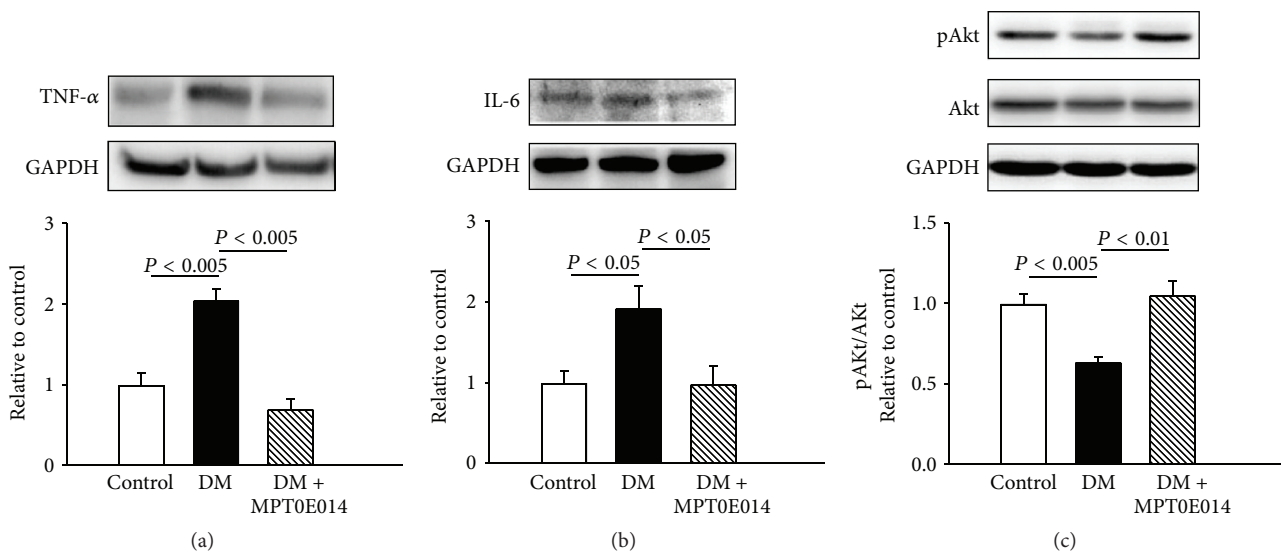 TNF-α
GAPDH
3
2
1
0
Relative to control
P < 0.005
P < 0.005
Control
DM
DM +
MPT0E014
(a)
IL-6
GAPDH
3
2
1
0
Relative to control
P < 0.05
P < 0.05
Control
DM
DM +
MPT0E014
(b)
pAkt
Akt
GAPDH
1.5
1.0
0.5
0.0
pAKt/AKt
Relative to control
P < 0.01
P < 0.005
Control
DM
DM +
MPT0E014
(c)